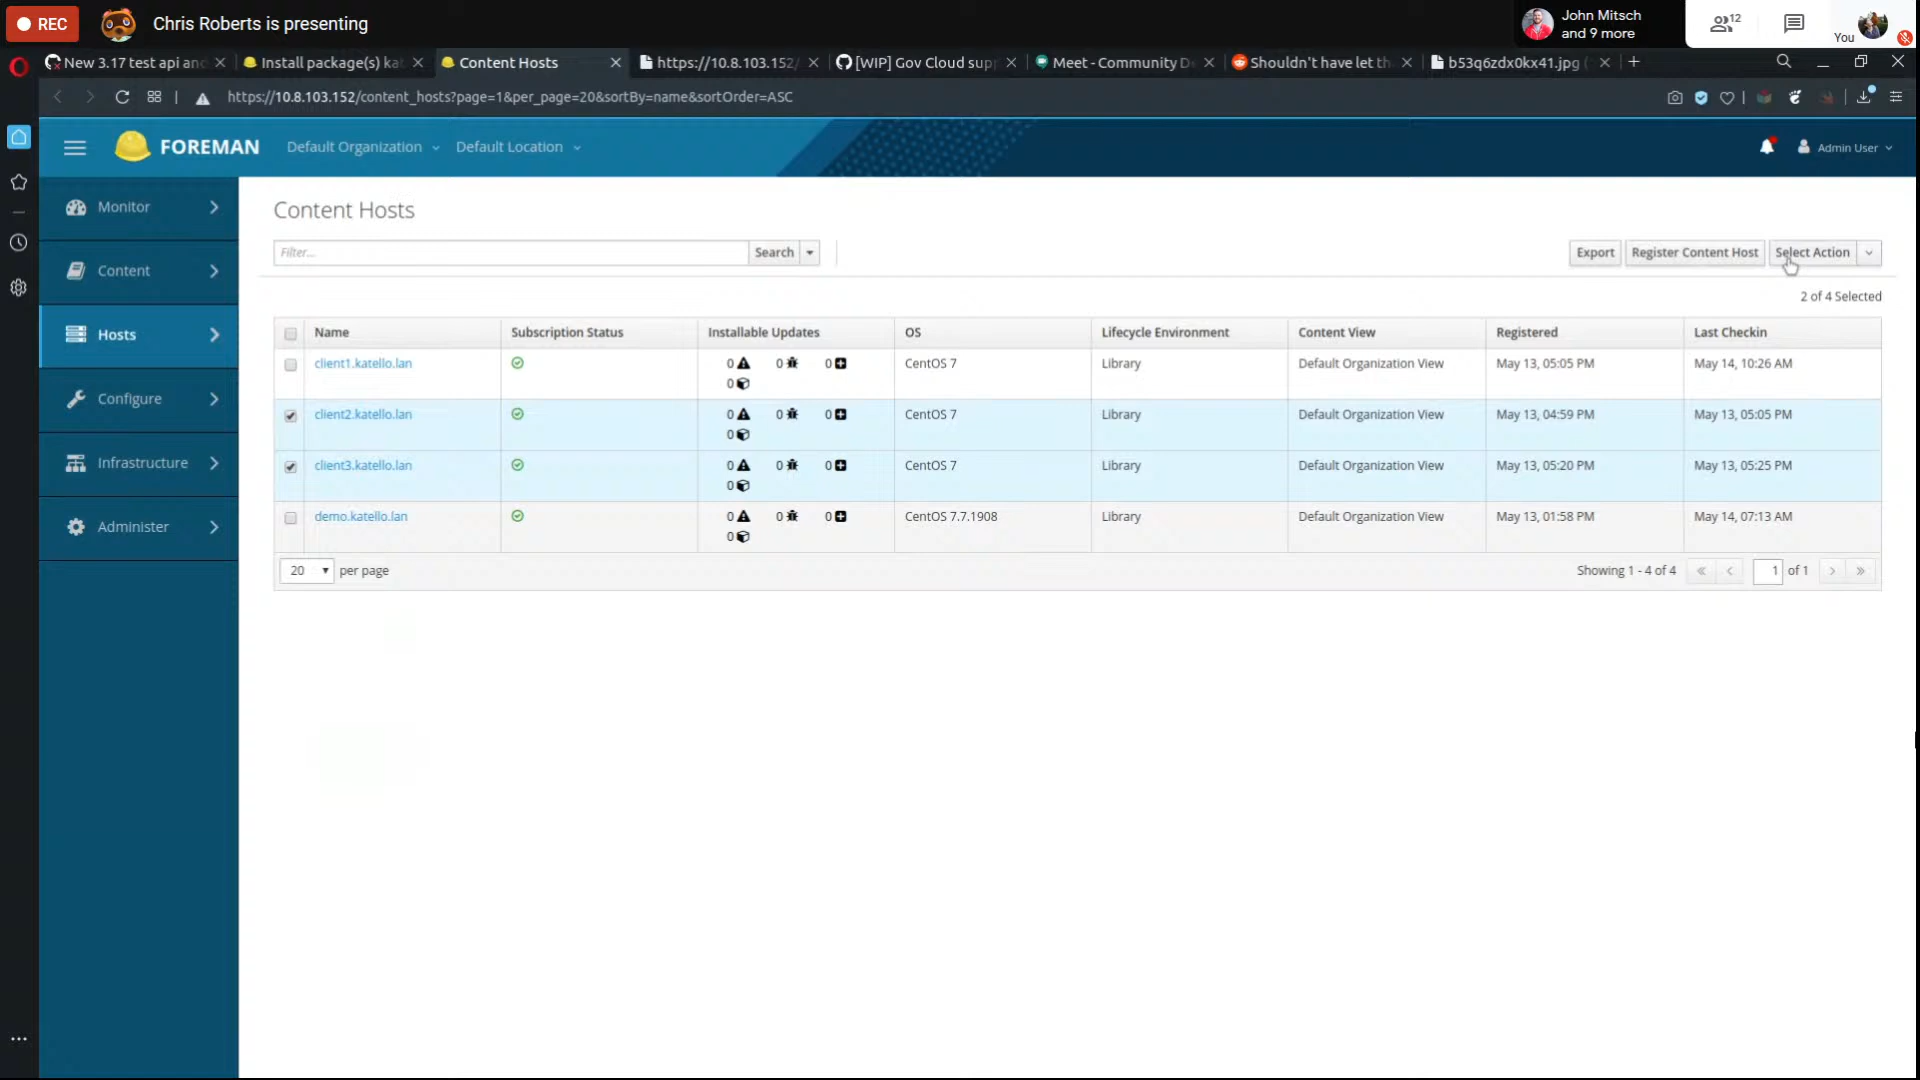 REC
Chris Roberts is presenting
John Mitsch
and 9 more
12
You
New 3.17 test api and
Install package(s) kat
Content Hosts
https://10.8.103.152/
[WIP] Gov Cloud supp
Meet - Community D
Shouldn't have let th
b53q6zdx0kx41.jpg (
https://10.8.103.152/content_hosts?page=1&per_page=20&sortBy=name&sortOrder=ASC
FOREMAN
Default Organization
Default Location
Admin User
Monitor
Content
Hosts
Configure
Infrastructure
Administer
Content Hosts
Filter...
Search
Export
Register Content Host
Select Action
2 of 4 Selected
Name Subscription Status Installable Updates OS Lifecycle Environment Content View Registered Last Checkin
client1.katello.lan 0 0 0 CentOS 7 Library Default Organization View May 13, 05:05 PM May 14, 10:26 AM
0
client2.katello.lan 0 0 0 CentOS 7 Library Default Organization View May 13, 04:59 PM May 13, 05:05 PM
0
client3.katello.lan 0 0 0 CentOS 7 Library Default Organization View May 13, 05:20 PM May 13, 05:25 PM
0
demo.katello.lan 0 0 0 CentOS 7.7.1908 Library Default Organization View May 13, 01:58 PM May 14, 07:13 AM
0
20 per page
Showing 1 - 4 of 4
« ‹ 1 of 1 › »